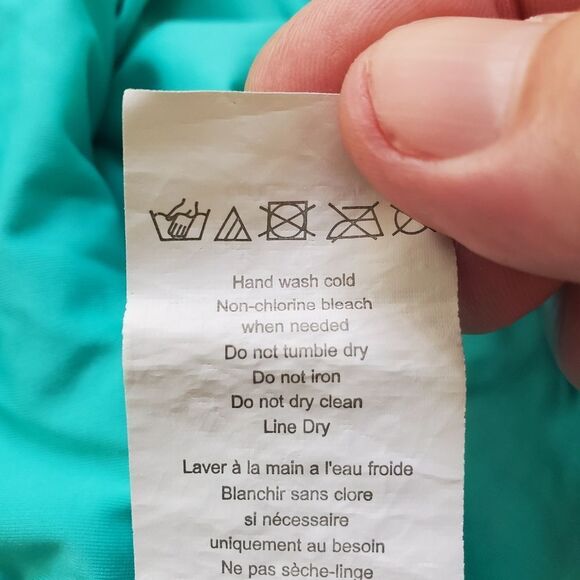 Hand wash cold
Non-chlorine bleach
when needed
Do not tumble dry
Do not iron
Do not dry clean
Line Dry
Laver à la main a l'eau froide
Blanchir sans clore
si nécessaire
uniquement au besoin
Ne pas sèche-linge